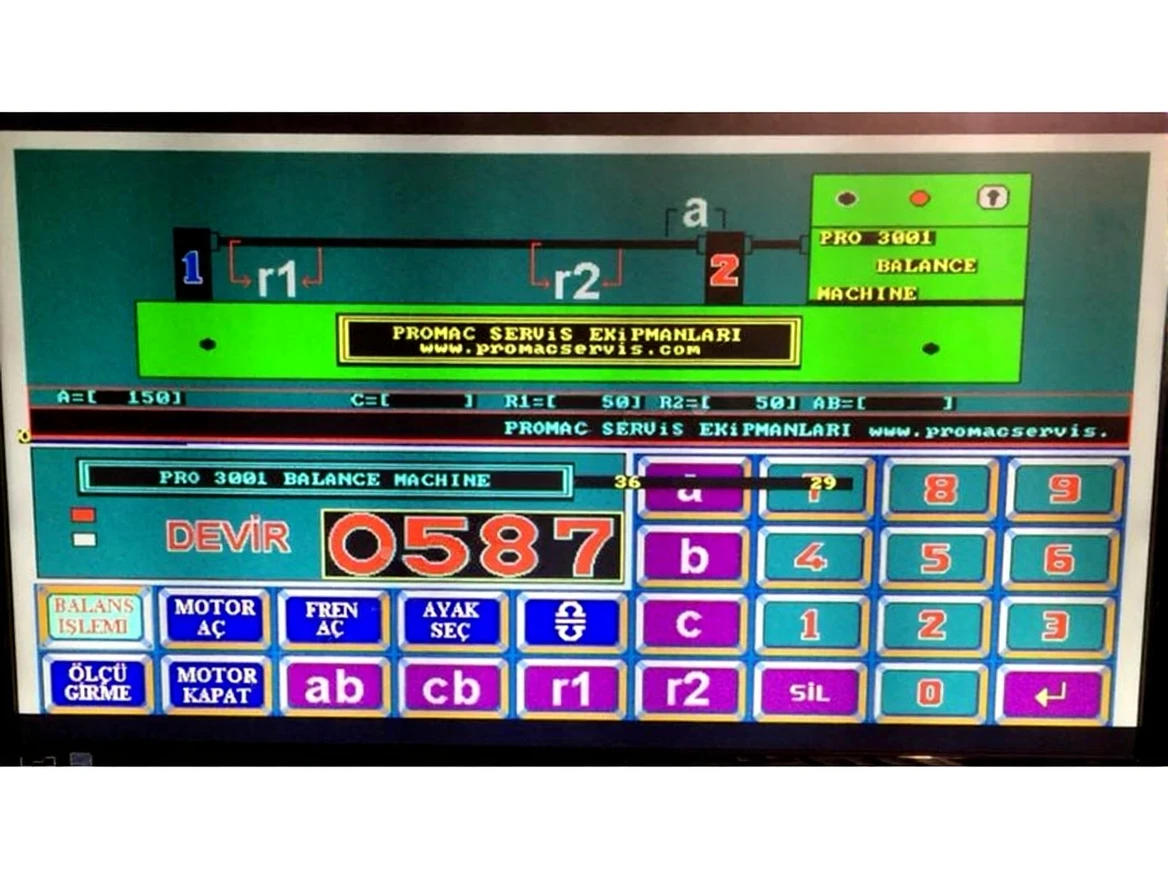 a
PRO 3001
BALANCE
MACHINE
1
r1
r2
2
PROMAC SERViS EKiPMANLARI
www.promacservis.com
A=[ 150] C=[ ] R1=[ 50] R2=[ 50] AB=[ ]
PROMAC SERViS EKiPMANLARI www.promacservis.
PRO 3001 BALANCE MACHINE
36
29
a
7
8
9
DEVİR
0587
b
4
5
6
BALANS
İŞLEMI
MOTOR
AÇ
FREN
AÇ
AYAK
SEÇ
c
1
2
3
ÖLÇÜ
GİRME
MOTOR
KAPAT
ab
cb
r1
r2
SİL
0